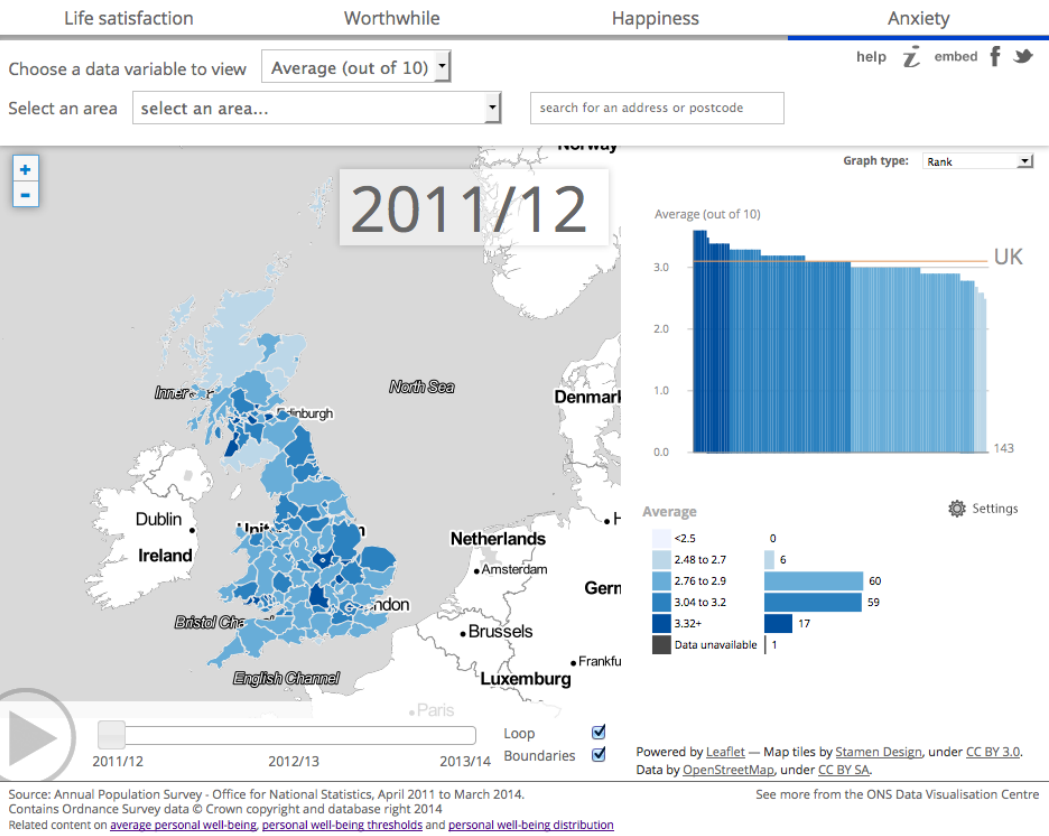 Life satisfaction Worthwhile Happiness Anxiety
Choose a data variable to view Average (out of 10) help i embed f
Select an area select an area... search for an address or postcode
+
-
Norway
Graph type: Rank
2011/12
Average (out of 10)
UK
3.0
2.0
1.0
0.0
143
North Sea
Denmark
Edinburgh
Dublin
Ireland
Netherlands
Amsterdam
Brussels
Luxemburg
English Channel
Paris
Average Settings
<2.5 0
2.48 to 2.7 6
2.76 to 2.9 60
3.04 to 3.2 59
3.32+ 17
Data unavailable 1
Loop
Boundaries
2011/12 2012/13 2013/14
Powered by Leaflet — Map tiles by Stamen Design, under CC BY 3.0.
Data by OpenStreetMap, under CC BY SA.
Source: Annual Population Survey - Office for National Statistics, April 2011 to March 2014.
See more from the ONS Data Visualisation Centre
Contains Ordnance Survey data © Crown copyright and database right 2014
Related content on average personal well-being, personal well-being thresholds and personal well-being distribution